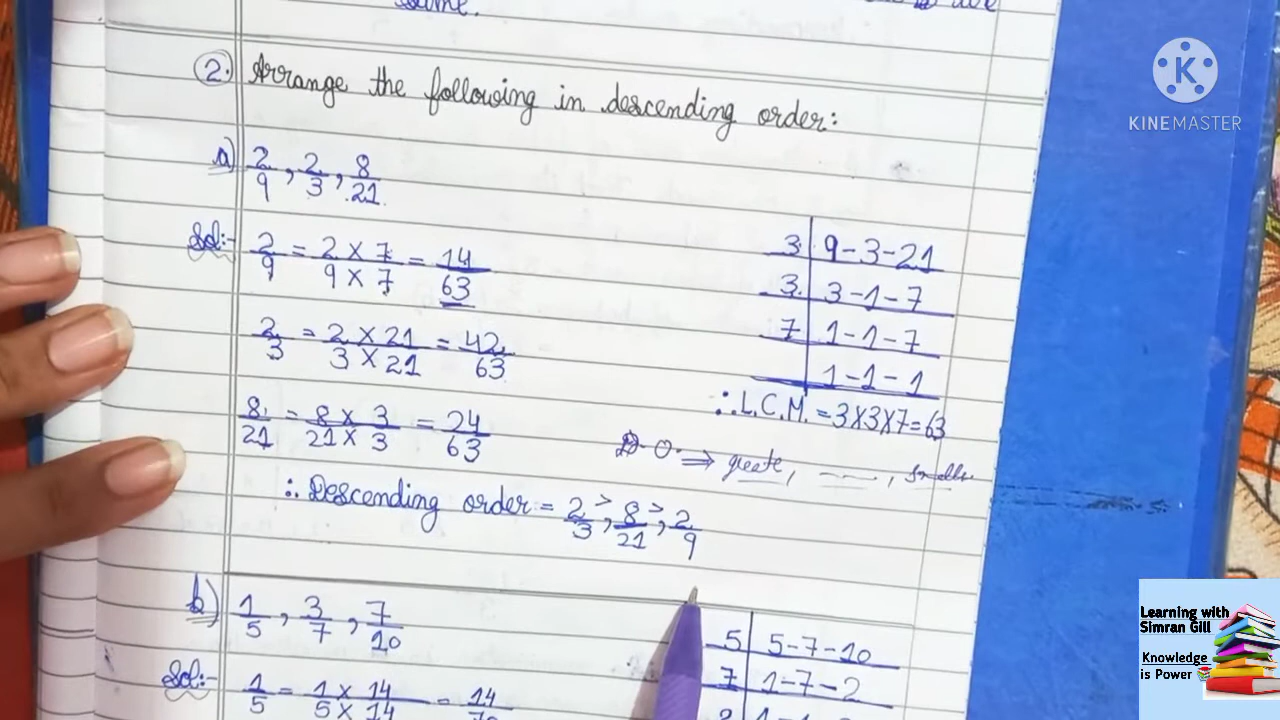 same.
2. Arrange the following in descending order:
a) 2/9, 2/3, 8/21
Sol:- 2/9 = 2 × 7 / 9 × 7 = 14/63
2/3 = 2 × 21 / 3 × 21 = 42/63
8/21 = 8 × 3 / 21 × 3 = 24/63
3 | 9-3-21
3 | 3-1-7
7 | 1-1-7
1-1-1
∴ L.C.M. = 3×3×7=63
D.O. ⇒ greate, ——,
∴ Descending order = 2/3 >, 8/21 >, 2/9
b) 1/5, 3/7, 7/10
Sol:- 1/5 = 1 × 14 / 5 × 14 = 14/
5 | 5-7-10
7 | 1-7-2
KINEMASTER
Learning with
Simran Gill
Knowledge
is Power